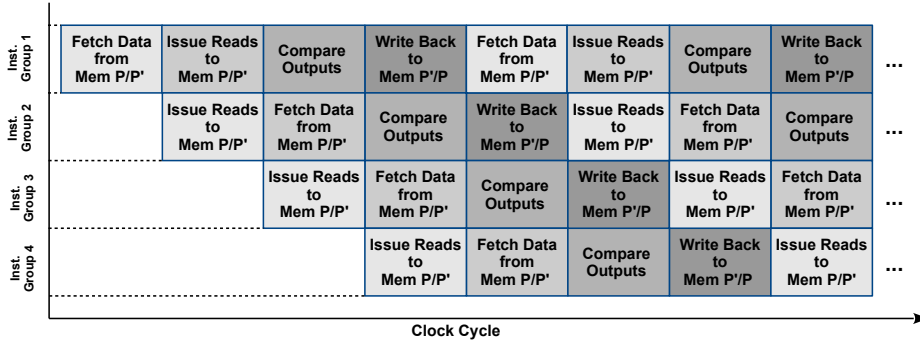 Inst.
Group 1
Fetch Data
from
Mem P/P'
Issue Reads
to
Mem P/P'
Compare
Outputs
Write Back
to
Mem P'/P
Fetch Data
from
Mem P/P'
Issue Reads
to
Mem P/P'
Compare
Outputs
Write Back
to
Mem P'/P
...
Inst.
Group 2
Issue Reads
to
Mem P/P'
Fetch Data
from
Mem P/P'
Compare
Outputs
Write Back
to
Mem P'/P
Issue Reads
to
Mem P/P'
Fetch Data
from
Mem P/P'
Compare
Outputs
...
Inst.
Group 3
Issue Reads
to
Mem P/P'
Fetch Data
from
Mem P/P'
Compare
Outputs
Write Back
to
Mem P'/P
Issue Reads
to
Mem P/P'
Fetch Data
from
Mem P/P'
...
Inst.
Group 4
Issue Reads
to
Mem P/P'
Fetch Data
from
Mem P/P'
Compare
Outputs
Write Back
to
Mem P'/P
Issue Reads
to
Mem P/P'
...
Clock Cycle